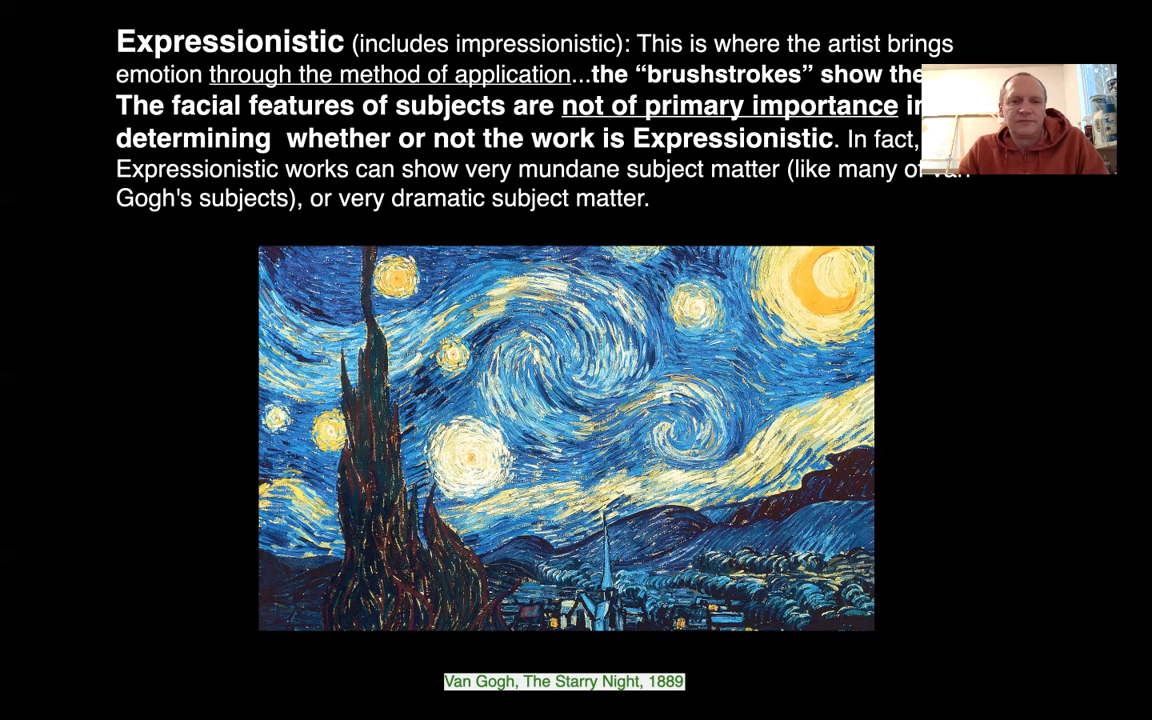 Expressionistic (includes impressionistic): This is where the artist brings
emotion through the method of application...the “brushstrokes” show the
The facial features of subjects are not of primary importance in
determining  whether or not the work is Expressionistic. In fact,
Expressionistic works can show very mundane subject matter (like many of van
Gogh's subjects), or very dramatic subject matter.
Van Gogh, The Starry Night, 1889